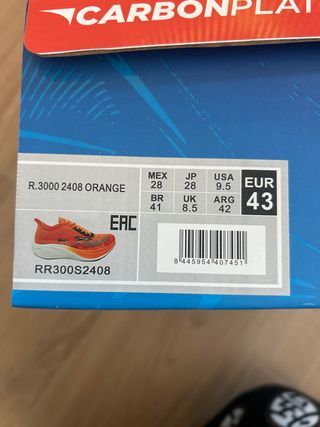 CARBONPLAT
R.3000 2408 ORANGE
MEX 28
JP 28
USA 9.5
EUR 43
BR 41
UK 8.5
ARG 42
EAC
RR300S2408
8 445954 407451